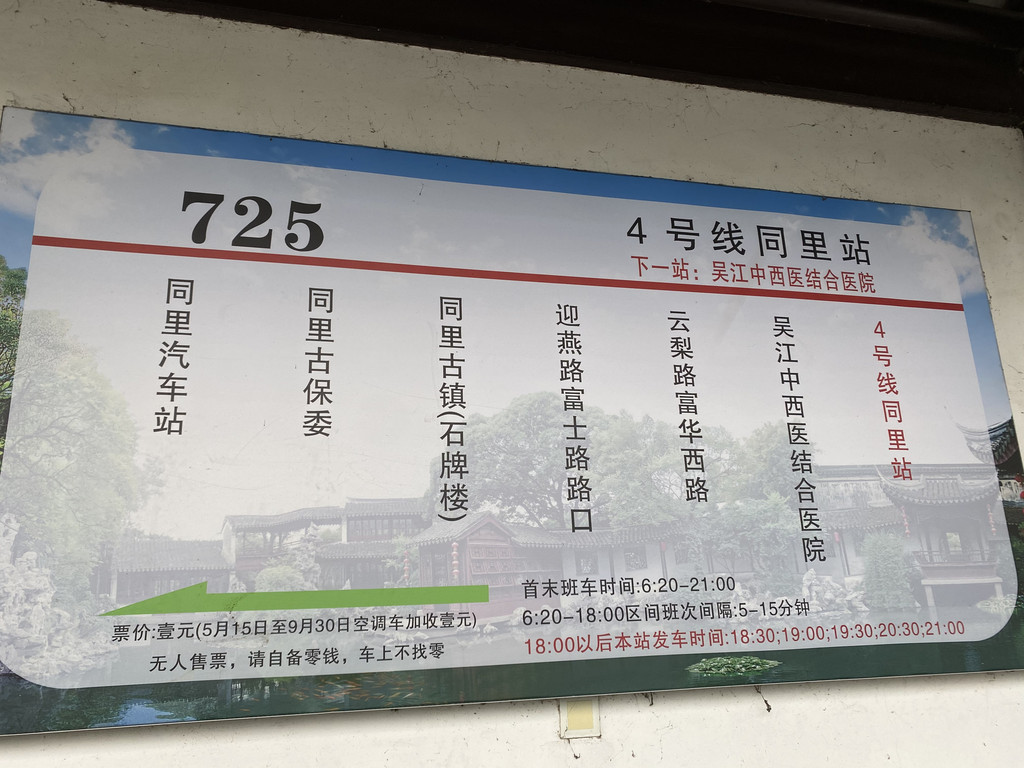 725
4号线同里站
下一站：吴江中西医结合医院
同里汽车站
同里古保委
同里古镇(石牌楼)
迎燕路富士路路口
云梨路富华西路
吴江中西医结合医院
4号线同里站
票价:壹元(5月15日至9月30日空调车加收壹元)
无人售票，请自备零钱，车上不找零
首末班车时间:6:20-21:00
6:20-18:00区间班次间隔:5-15分钟
18:00以后本站发车时间:18:30;19:00;19:30;20:30;21:00